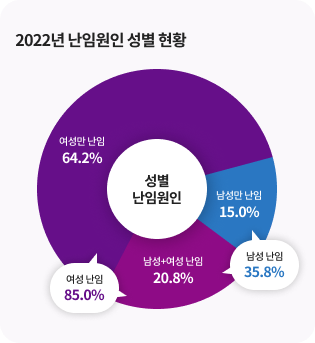 2022년 난임원인 성별 현황
여성만 난임
64.2%
성별
난임원인
남성만 난임
15.0%
남성+여성 난임
20.8%
남성 난임
35.8%
여성 난임
85.0%